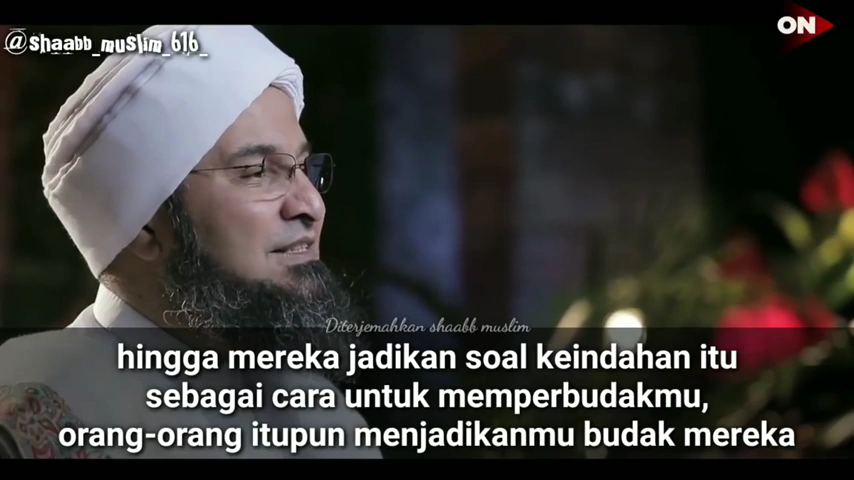 @shaabb_muslim_616_
ON
Diterjemahkan shaabb muslim
hingga mereka jadikan soal keindahan itu
sebagai cara untuk memperbudakmu,
orang-orang itupun menjadikanmu budak mereka